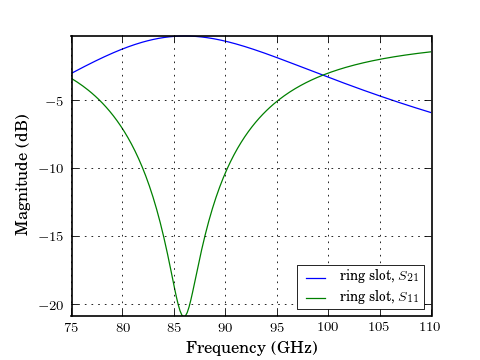 Magnitude (dB)
−5
−10
−15
−20
75 80 85 90 95 100 105 110
Frequency (GHz)
ring slot, S21
ring slot, S11